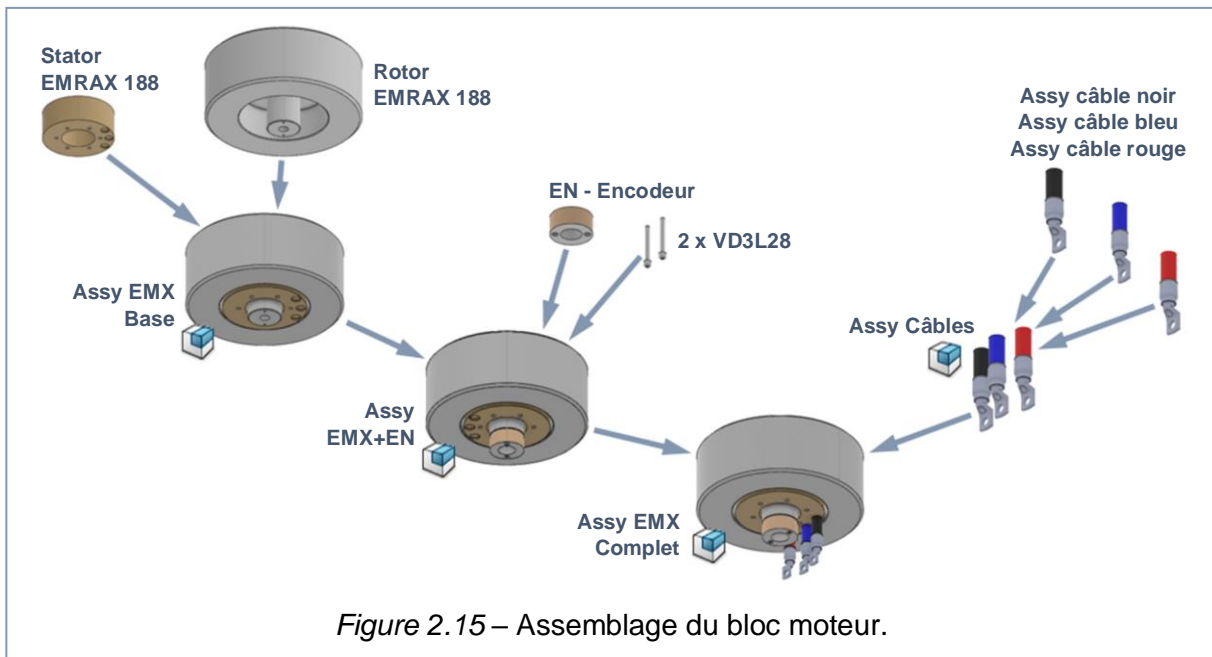 Stator
EMRAX 188
Rotor
EMRAX 188
Assy câble noir
Assy câble bleu
Assy câble rouge
EN - Encodeur
2 x VD3L28
Assy EMX
Base
Assy Câbles
Assy
EMX+EN
Assy EMX
Complet
Figure 2.15 – Assemblage du bloc moteur.